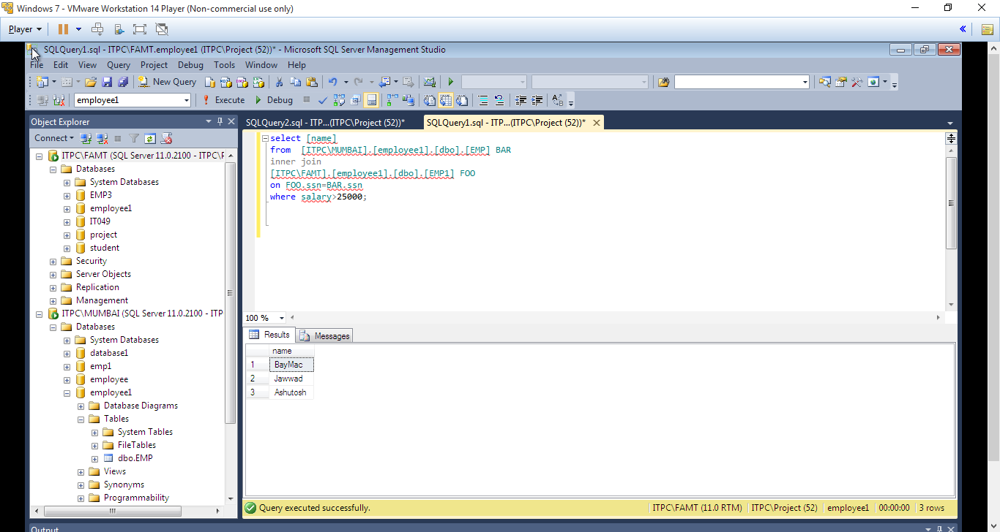 Windows 7 - VMware Workstation 14 Player (Non-commercial use only)
Player
SQLQuery1.sql - ITPC\FAMT.employee1 (ITPC\Project (52))* - Microsoft SQL Server Management Studio
File Edit View Query Project Debug Tools Window Help
New Query
employee1 Execute Debug
Object Explorer
Connect
ITPC\FAMT (SQL Server 11.0.2100 - ITPC\F
Databases
System Databases
EMP3
employee1
IT049
project
student
Security
Server Objects
Replication
Management
ITPC\MUMBAI (SQL Server 11.0.2100 - ITP
Databases
System Databases
database1
emp1
employee
employee1
Database Diagrams
Tables
System Tables
FileTables
dbo.EMP
Views
Synonyms
Programmability
SQLQuery2.sql - ITP...(ITPC\Project (52))* SQLQuery1.sql - ITP...(ITPC\Project (52))*
select [name]
from [ITPC\MUMBAI].[employee1].[dbo].[EMP] BAR
inner join
[ITPC\FAMT].[employee1].[dbo].[EMP1] FOO
on FOO.ssn=BAR.ssn
where salary>25000;
100 %
Results Messages
name
1 BayMac
2 Jawwad
3 Ashutosh
Query executed successfully. ITPC\FAMT (11.0 RTM) ITPC\Project (52) employee1 00:00:00 3 rows
Output